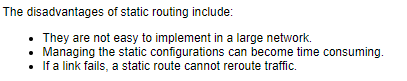 The disadvantages of static routing include:
• They are not easy to implement in a large network.
• Managing the static configurations can become time consuming.
• If a link fails, a static route cannot reroute traffic.